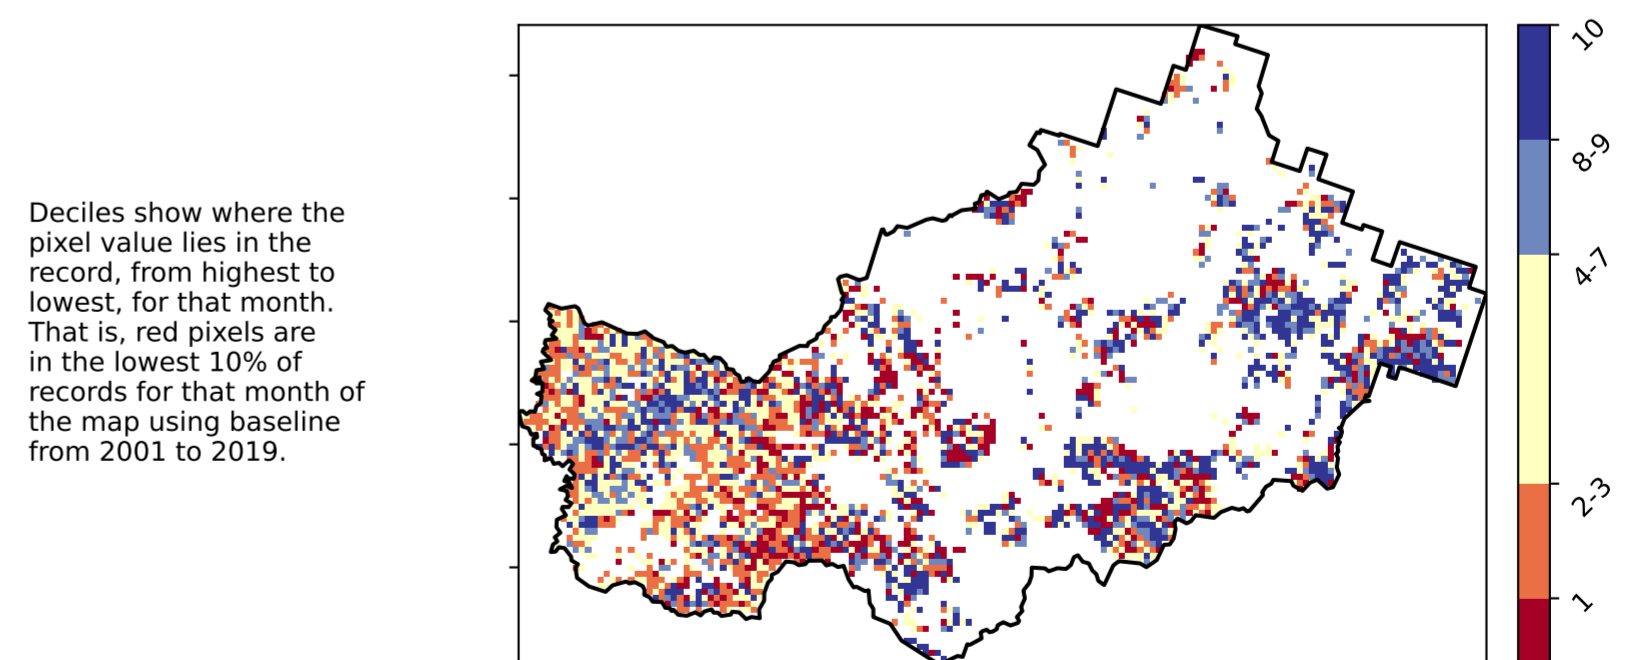 Deciles show where the
pixel value lies in the
record, from highest to
lowest, for that month.
That is, red pixels are
in the lowest 10% of
records for that month of
the map using baseline
from 2001 to 2019.
10
8-9
4-7
2-3
1